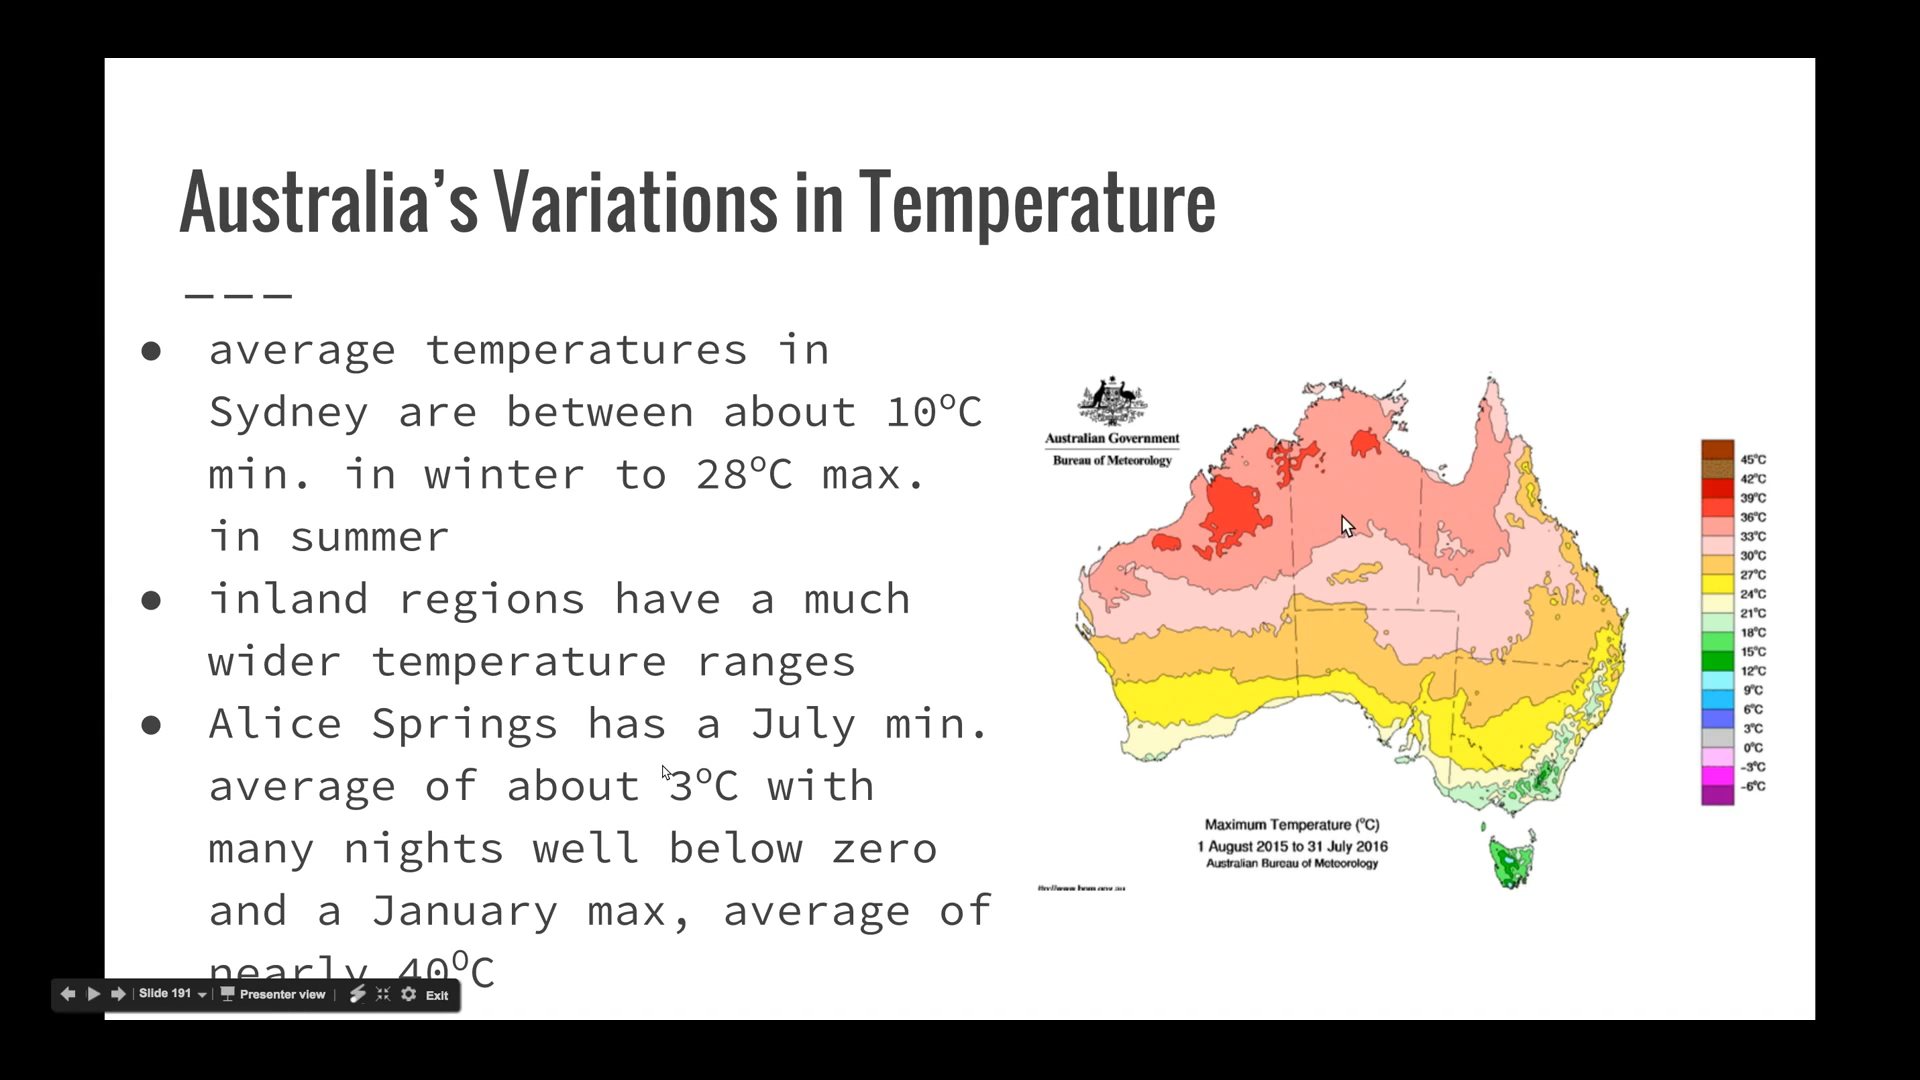 Australia’s Variations in Temperature
● average temperatures in
Sydney are between about 10ºC
min. in winter to 28ºC max.
in summer
● inland regions have a much
wider temperature ranges
● Alice Springs has a July min.
average of about 3ºC with
many nights well below zero
and a January max, average of
nearly 40⁰C
Australian Government
Bureau of Meteorology
45°C
42°C
39°C
36°C
33°C
30°C
27°C
24°C
21°C
18°C
15°C
12°C
9°C
6°C
3°C
0°C
-3°C
-6°C
Maximum Temperature (°C)
1 August 2015 to 31 July 2016
Australian Bureau of Meteorology
Slide 191
Presenter view
Exit